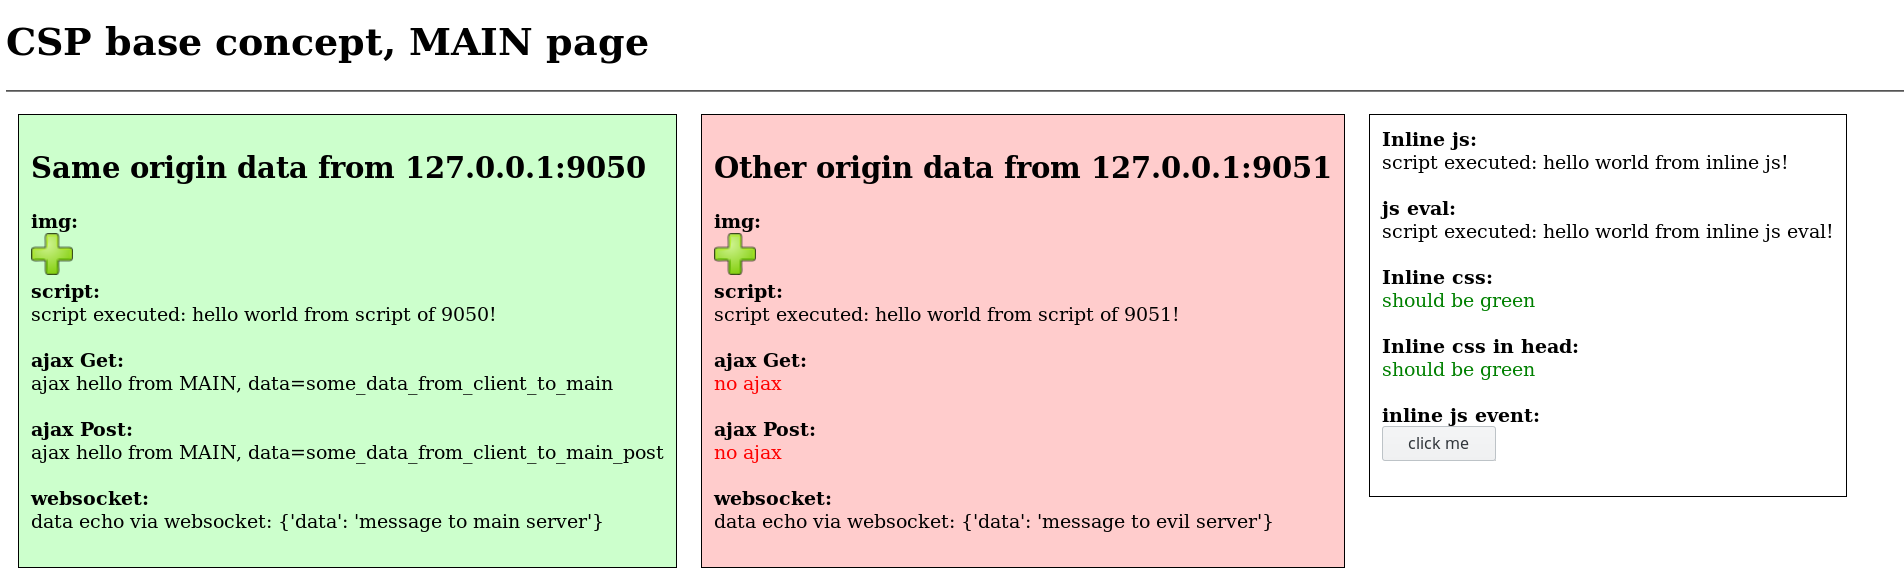 CSP base concept, MAIN page
Same origin data from 127.0.0.1:9050
img:
script:
script executed: hello world from script of 9050!
ajax Get:
ajax hello from MAIN, data=some_data_from_client_to_main
ajax Post:
ajax hello from MAIN, data=some_data_from_client_to_main_post
websocket:
data echo via websocket: {'data': 'message to main server'}
Other origin data from 127.0.0.1:9051
img:
script:
script executed: hello world from script of 9051!
ajax Get:
no ajax
ajax Post:
no ajax
websocket:
data echo via websocket: {'data': 'message to evil server'}
Inline js:
script executed: hello world from inline js!
js eval:
script executed: hello world from inline js eval!
Inline css:
should be green
Inline css in head:
should be green
inline js event:
click me